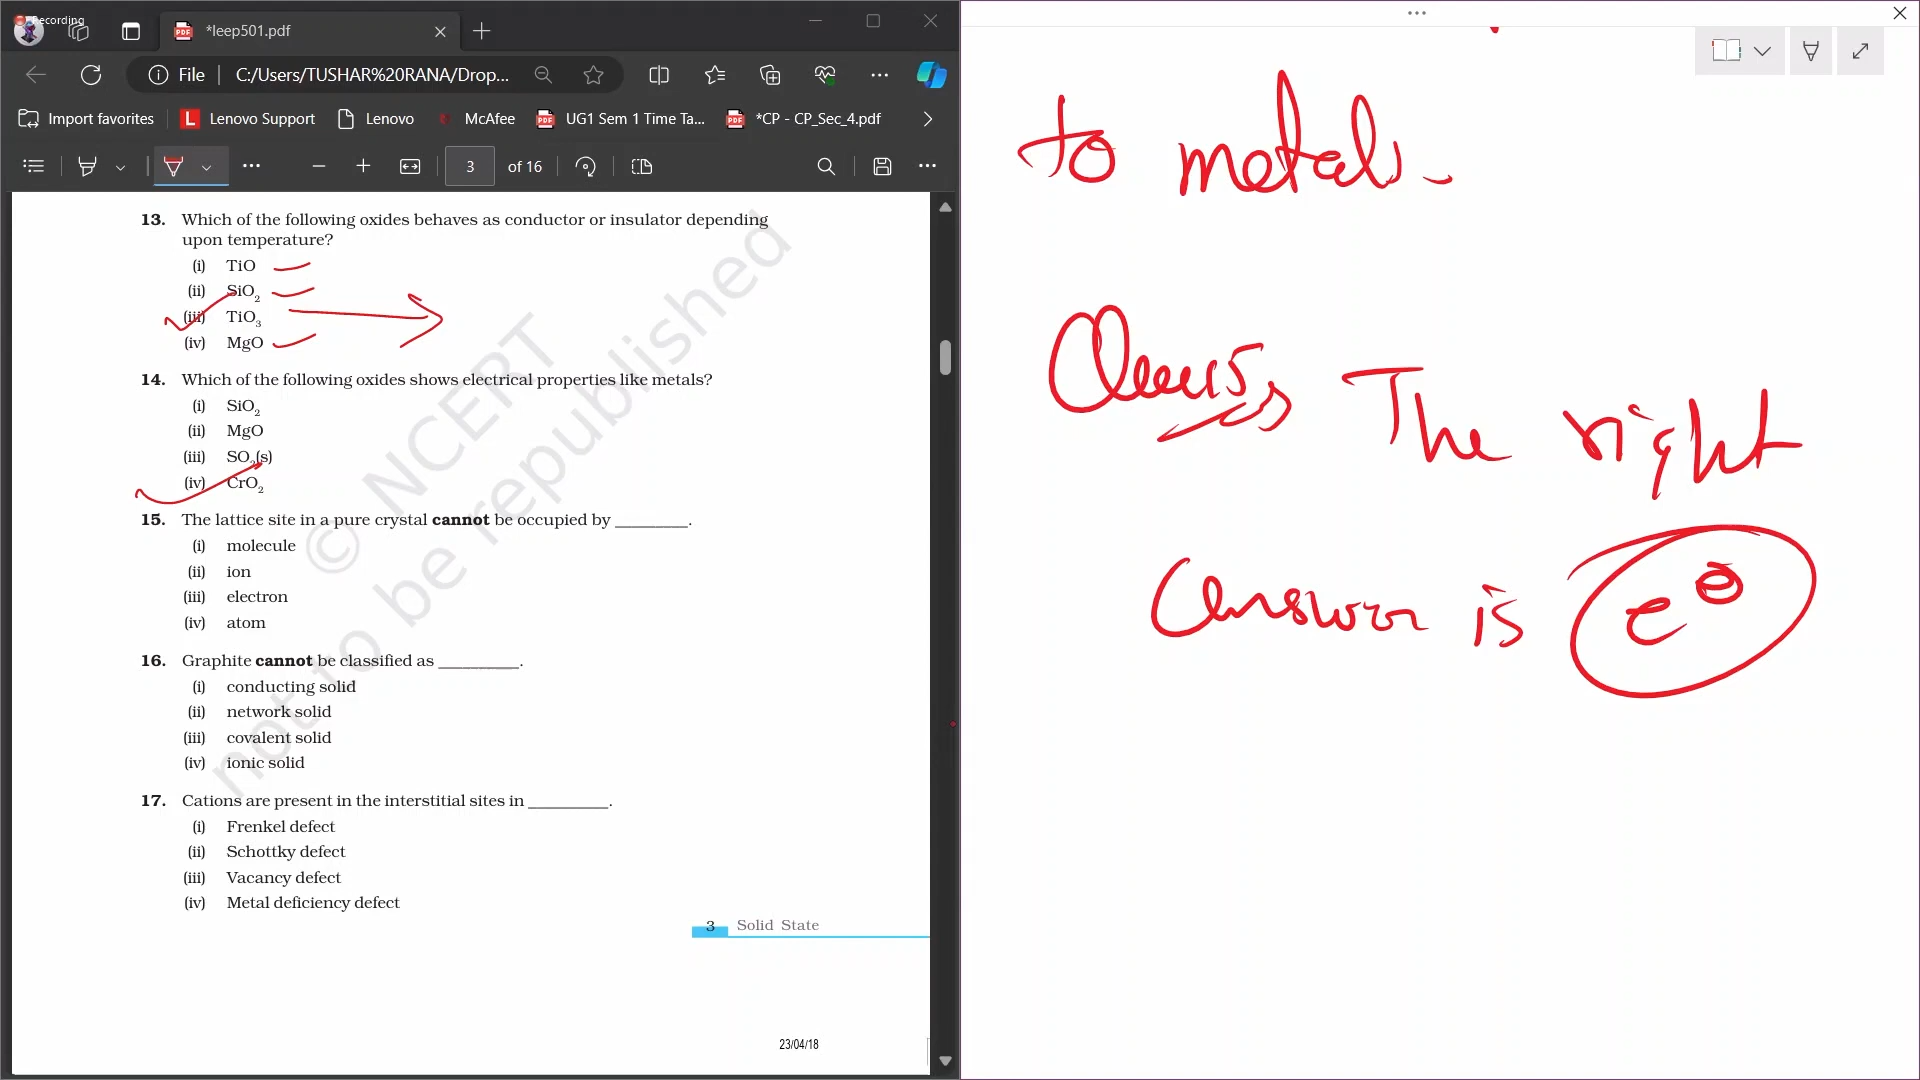 Recording
*leep501.pdf
File
C:/Users/TUSHAR%20RANA/Drop...
Import favorites
Lenovo Support
Lenovo
McAfee
UG1 Sem 1 Time Ta...
*CP - CP_Sec_4.pdf
3 of 16
13. Which of the following oxides behaves as conductor or insulator depending
upon temperature?
(i) TiO
(ii) SiO2
(iii) TiO3
(iv) MgO
14. Which of the following oxides shows electrical properties like metals?
(i) SiO2
(ii) MgO
(iii) SO2(s)
(iv) CrO2
15. The lattice site in a pure crystal cannot be occupied by _________.
(i) molecule
(ii) ion
(iii) electron
(iv) atom
16. Graphite cannot be classified as __________.
(i) conducting solid
(ii) network solid
(iii) covalent solid
(iv) ionic solid
17. Cations are present in the interstitial sites in __________.
(i) Frenkel defect
(ii) Schottky defect
(iii) Vacancy defect
(iv) Metal deficiency defect
3 Solid State
23/04/18
© NCERT
not to be republished
to metals.
The right
answer is e⊖